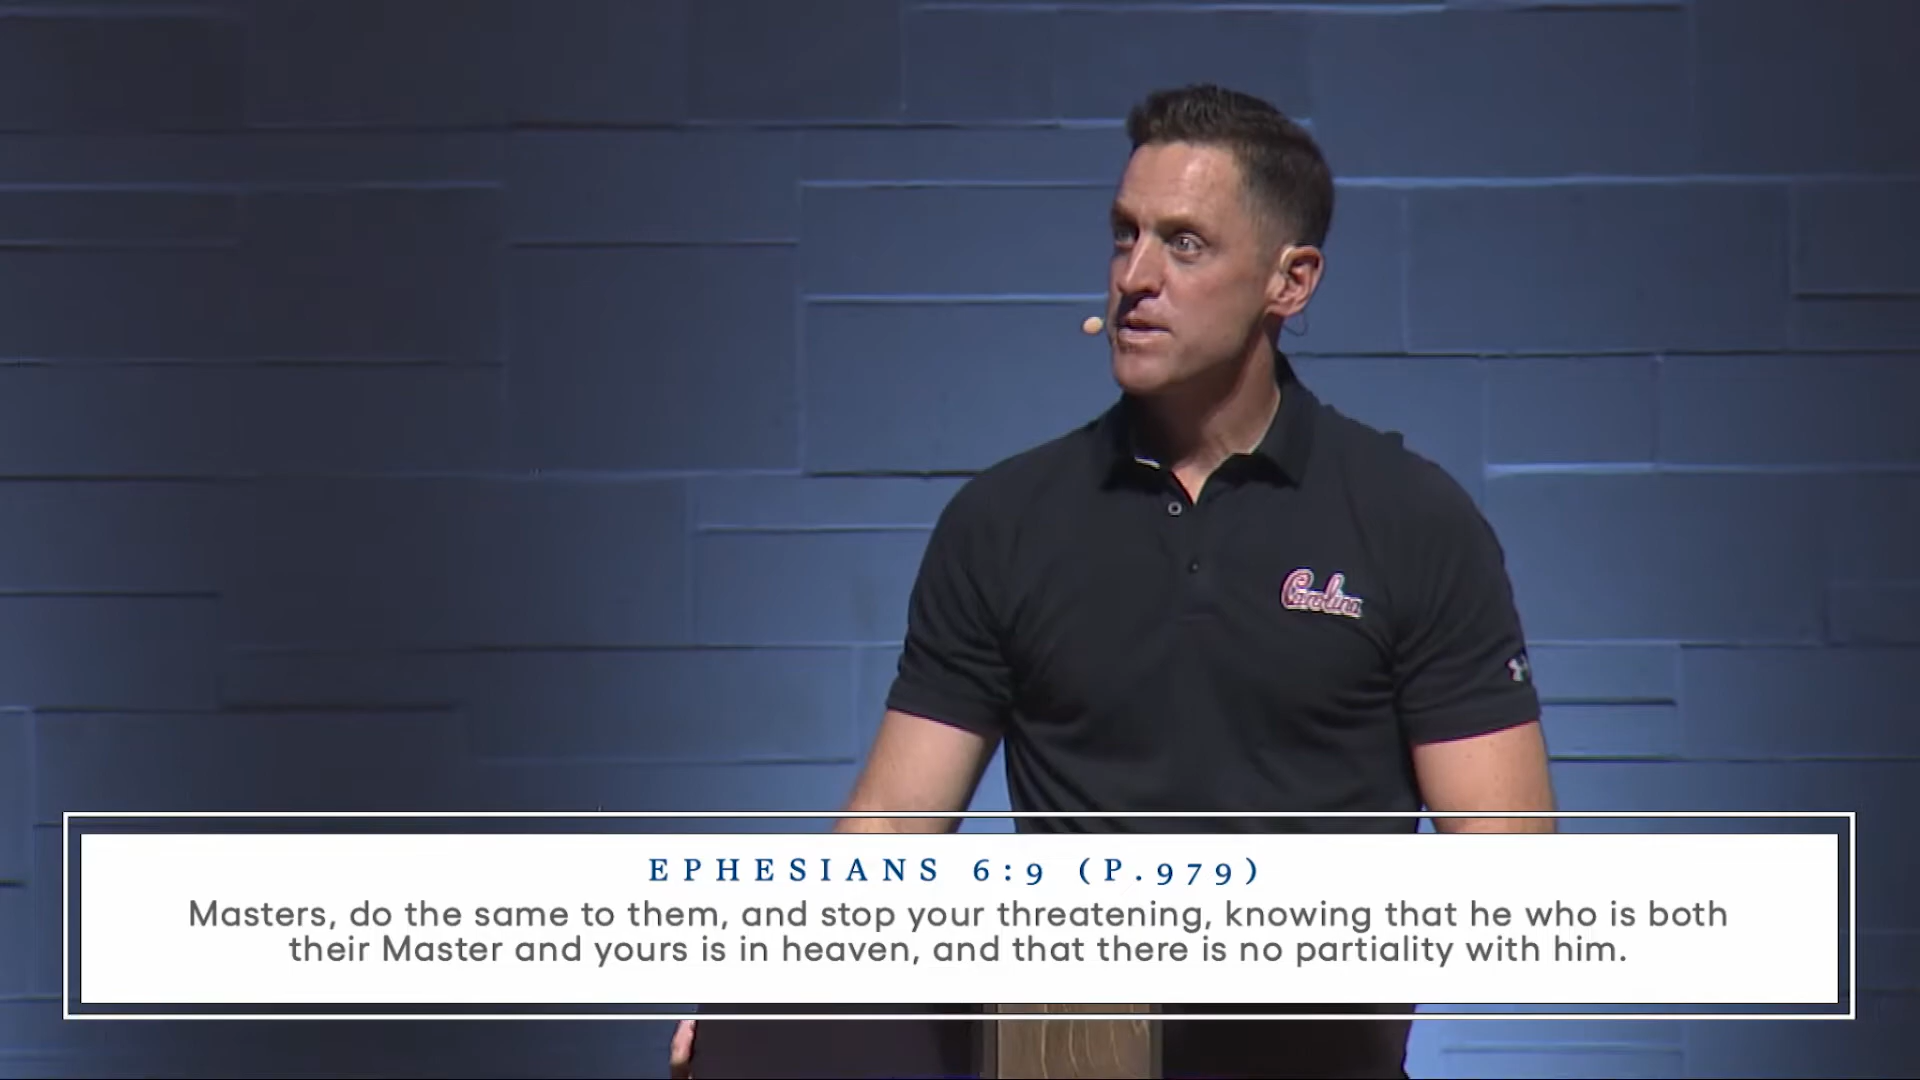 Carolina
EPHESIANS 6:9 (P.979)
Masters, do the same to them, and stop your threatening, knowing that he who is both
their Master and yours is in heaven, and that there is no partiality with him.